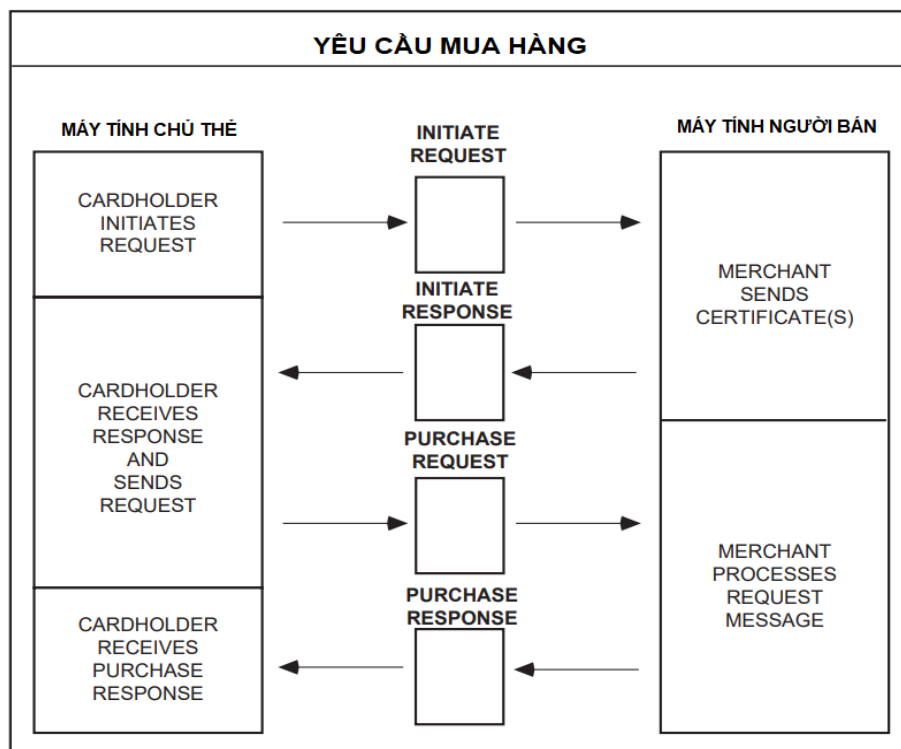 YÊU CẦU MUA HÀNG
MÁY TÍNH CHỦ THẺ
INITIATE
REQUEST
MÁY TÍNH NGƯỜI BÁN
CARDHOLDER
INITIATES
REQUEST
MERCHANT
SENDS
CERTIFICATE(S)
INITIATE
RESPONSE
CARDHOLDER
RECEIVES
RESPONSE
AND
SENDS
REQUEST
PURCHASE
REQUEST
MERCHANT
PROCESSES
REQUEST
MESSAGE
PURCHASE
RESPONSE
CARDHOLDER
RECEIVES
PURCHASE
RESPONSE